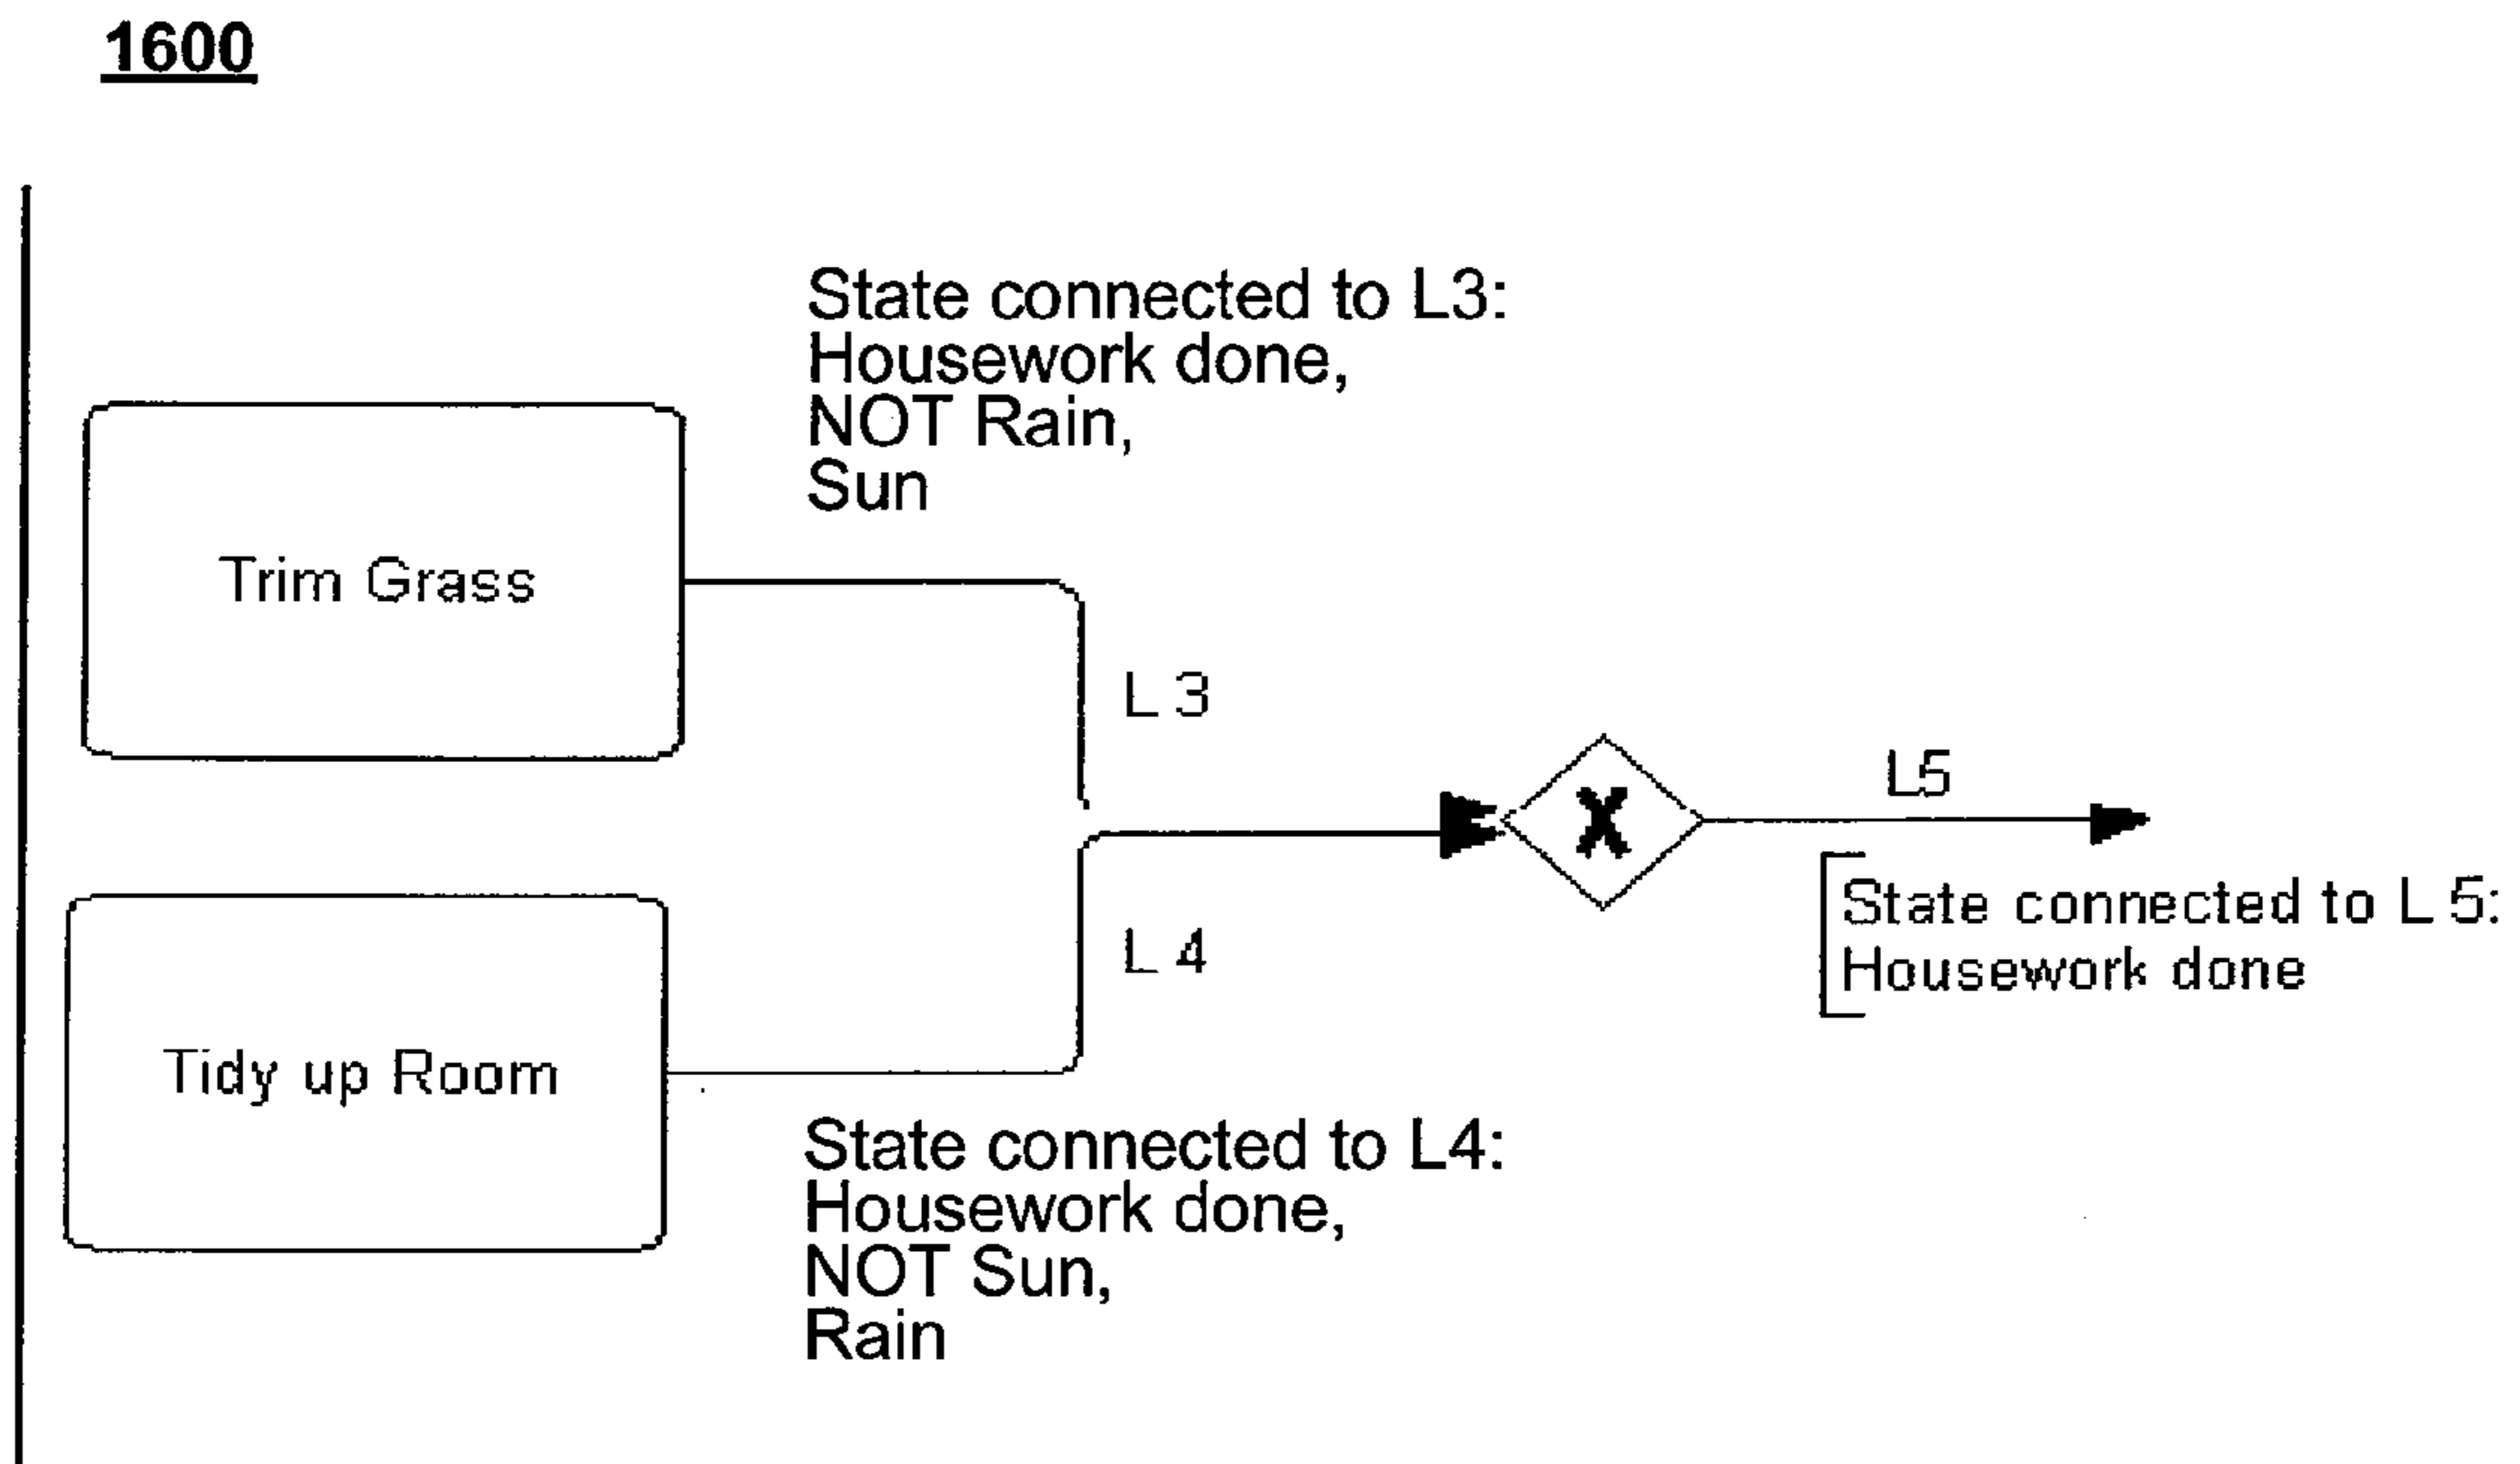 1600
State connected to L3:
Housework done,
NOT Rain,
Sun
Trim Grass
L 3
L5
X
State connected to L 5:
Housework done
L 4
Tidy up Room
State connected to L4:
Housework done,
NOT Sun,
Rain